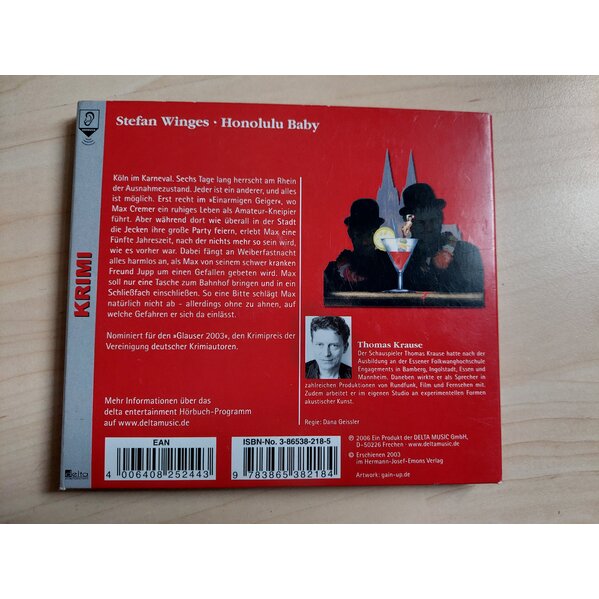 Stefan Winges · Honolulu Baby
Köln im Karneval. Sechs Tage lang herrscht am Rhein
der Ausnahmezustand. Jeder ist ein anderer, und alles
ist möglich. Erst recht im »Einarmigen Geiger«, wo
Max Cremer ein ruhiges Leben als Amateur-Kneipier
führt. Aber während dort wie überall in der Stadt
die Jecken ihre große Party feiern, erlebt Max eine
Fünfte Jahreszeit, nach der nichts mehr so sein wird,
wie es vorher war. Dabei fängt an Weiberfastnacht
alles harmlos an, als Max von seinem schwer kranken
Freund Jupp um einen Gefallen gebeten wird. Max
soll nur eine Tasche zum Bahnhof bringen und in ein
Schließfach einschließen. So eine Bitte schlägt Max
natürlich nicht ab - allerdings ohne zu ahnen, auf
welche Gefahren er sich da einlässt.
Nominiert für den »Glauser 2003«, den Krimipreis der
Vereinigung deutscher Krimiautoren.
Mehr Informationen über das
delta entertainment Hörbuch-Programm
auf www.deltamusic.de
KRIMI
Thomas Krause
Der Schauspieler Thomas Krause hatte nach der
Ausbildung an der Essener Folkwanghochschule
Engagements in Bamberg, Ingolstadt, Essen und
Mannheim. Daneben wirkte er als Sprecher in
zahlreichen Produktionen von Rundfunk, Film und Fernsehen mit.
Zudem arbeitet er im eigenen Studio an experimentellen Formen
akustischer Kunst.
Regie: Dana Geissler
EAN
4 006408 252443
ISBN-No. 3-86538-218-5
9 783865 382184
℗ 2006 Ein Produkt der DELTA MUSIC GmbH,
D-50226 Frechen · www.deltamusic.de
© Erschienen 2003
im Hermann-Josef-Emons Verlag
Artwork: gain-up.de
delta